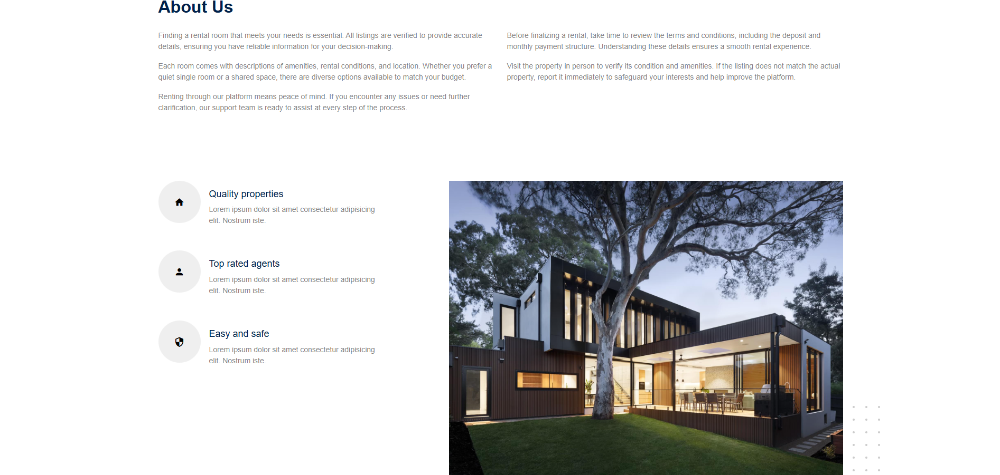 About Us
Finding a rental room that meets your needs is essential. All listings are verified to provide accurate
details, ensuring you have reliable information for your decision-making.
Each room comes with descriptions of amenities, rental conditions, and location. Whether you prefer a
quiet single room or a shared space, there are diverse options available to match your budget.
Renting through our platform means peace of mind. If you encounter any issues or need further
clarification, our support team is ready to assist at every step of the process.
Before finalizing a rental, take time to review the terms and conditions, including the deposit and
monthly payment structure. Understanding these details ensures a smooth rental experience.
Visit the property in person to verify its condition and amenities. If the listing does not match the actual
property, report it immediately to safeguard your interests and help improve the platform.
Quality properties
Lorem ipsum dolor sit amet consectetur adipisicing
elit. Nostrum iste.
Top rated agents
Lorem ipsum dolor sit amet consectetur adipisicing
elit. Nostrum iste.
Easy and safe
Lorem ipsum dolor sit amet consectetur adipisicing
elit. Nostrum iste.